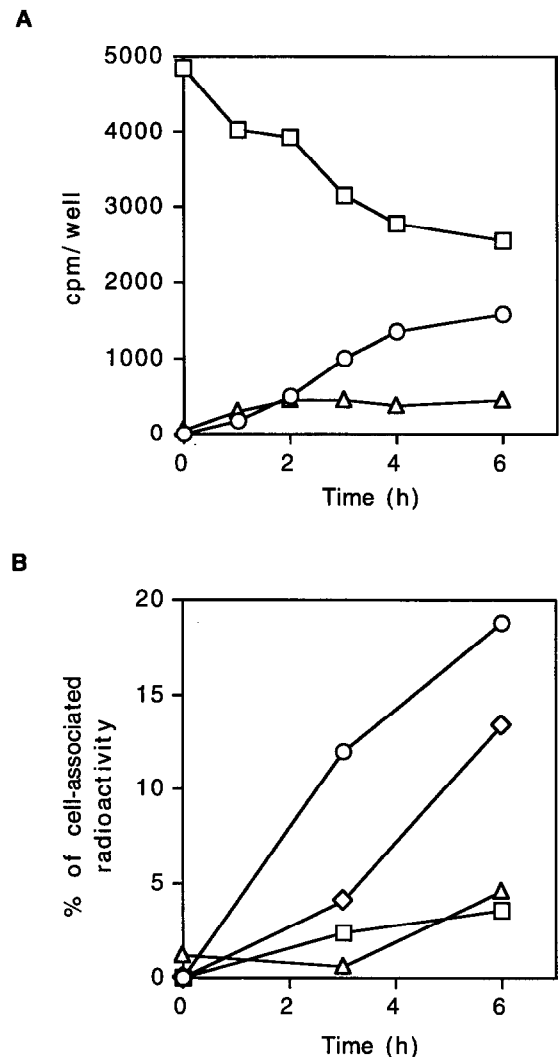 A
5000
4000
3000
2000
1000
0
cpm/well
0 2 4 6
Time (h)
B
20
15
10
5
0
% of cell-associated
radioactivity
0 2 4 6
Time (h)